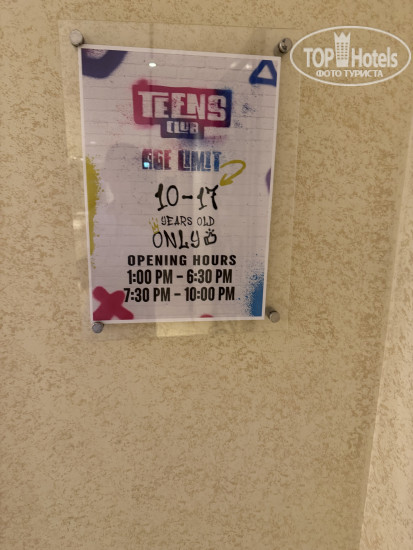 TOP Hotels
ФОТО ТУРИСТА
TEENS
CLUB
AGE LIMIT
10-17
YEARS OLD
ONLY
OPENING HOURS
1:00 PM - 6:30 PM
7:30 PM - 10:00 PM